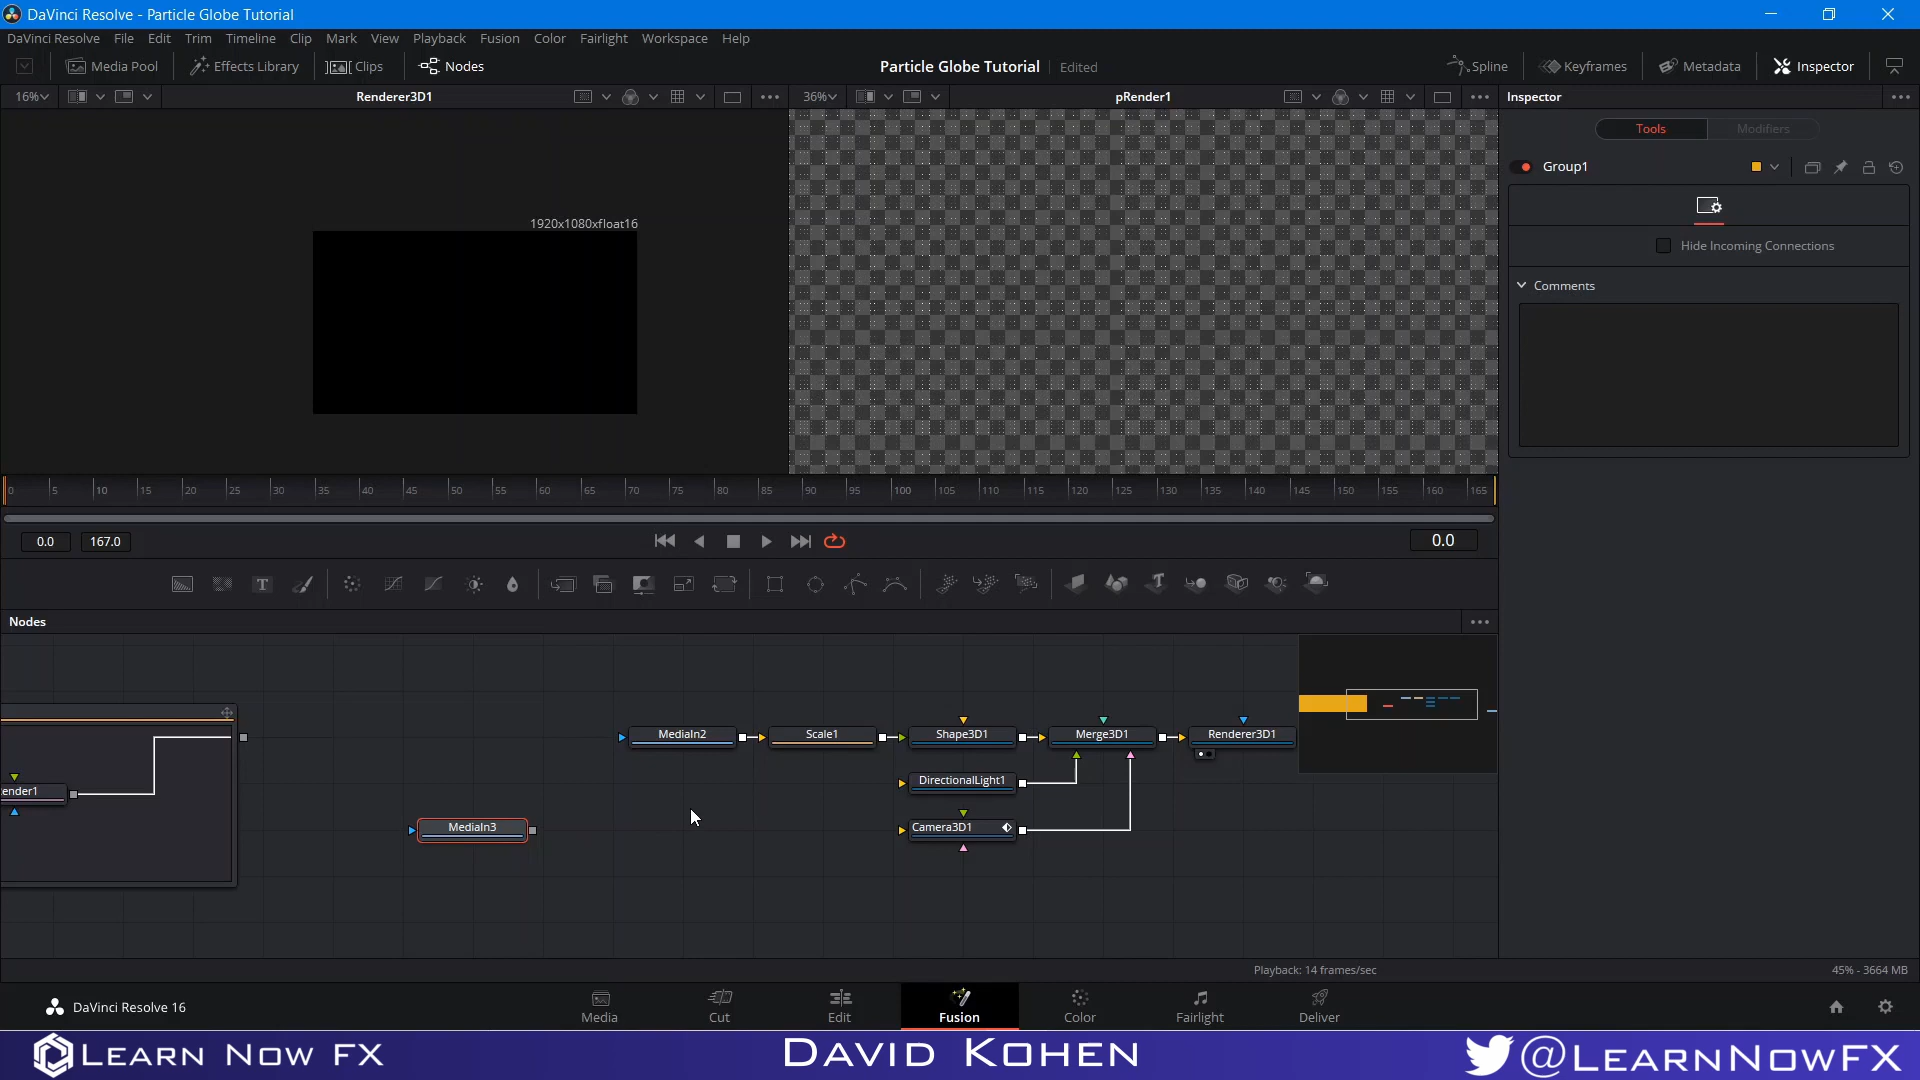 DaVinci Resolve - Particle Globe Tutorial
DaVinci Resolve File Edit Trim Timeline Clip Mark View Playback Fusion Color Fairlight Workspace Help
Media Pool Effects Library Clips Nodes Particle Globe Tutorial Edited Spline Keyframes Metadata Inspector
16% Renderer3D1 36% pRender1 Inspector
Tools Modifiers
Group1
1920x1080xfloat16
Hide Incoming Connections
Comments
0 5 10 15 20 25 30 35 40 45 50 55 60 65 70 75 80 85 90 95 100 105 110 115 120 125 130 135 140 145 150 155 160 165
0.0 167.0 0.0
Nodes
MediaIn2 Scale1 Shape3D1 Merge3D1 Renderer3D1
DirectionalLight1
ender1
MediaIn3 Camera3D1
Playback: 14 frames/sec 45% - 3664 MB
DaVinci Resolve 16 Media Cut Edit Fusion Color Fairlight Deliver
Learn Now FX David Kohen @LearnNowFX